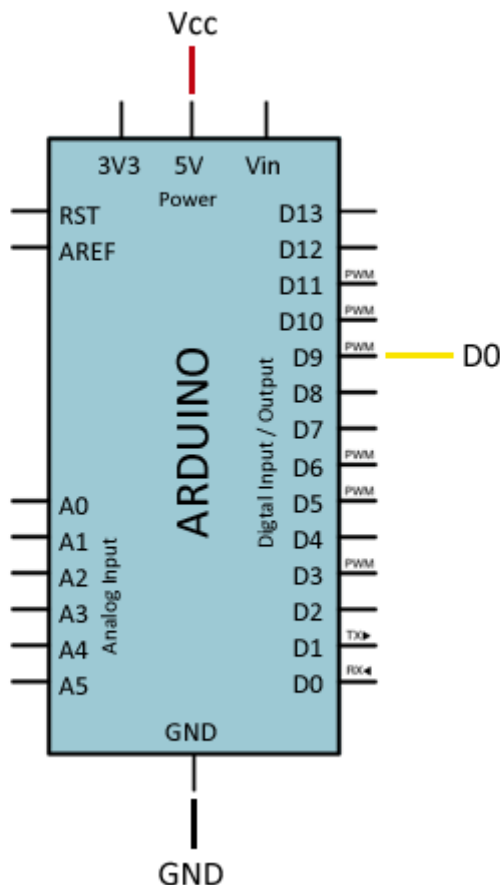 Vcc
3V3 5V Vin
Power
RST
AREF
D13
D12
D11 PWM
D10 PWM
D9 PWM D0
D8
D7
D6 PWM
D5 PWM
D4
D3 PWM
D2
D1 TX▶
D0 RX◀
ARDUINO
Digtal Input / Output
A0
A1
A2
A3
A4
A5
Analog Input
GND
GND